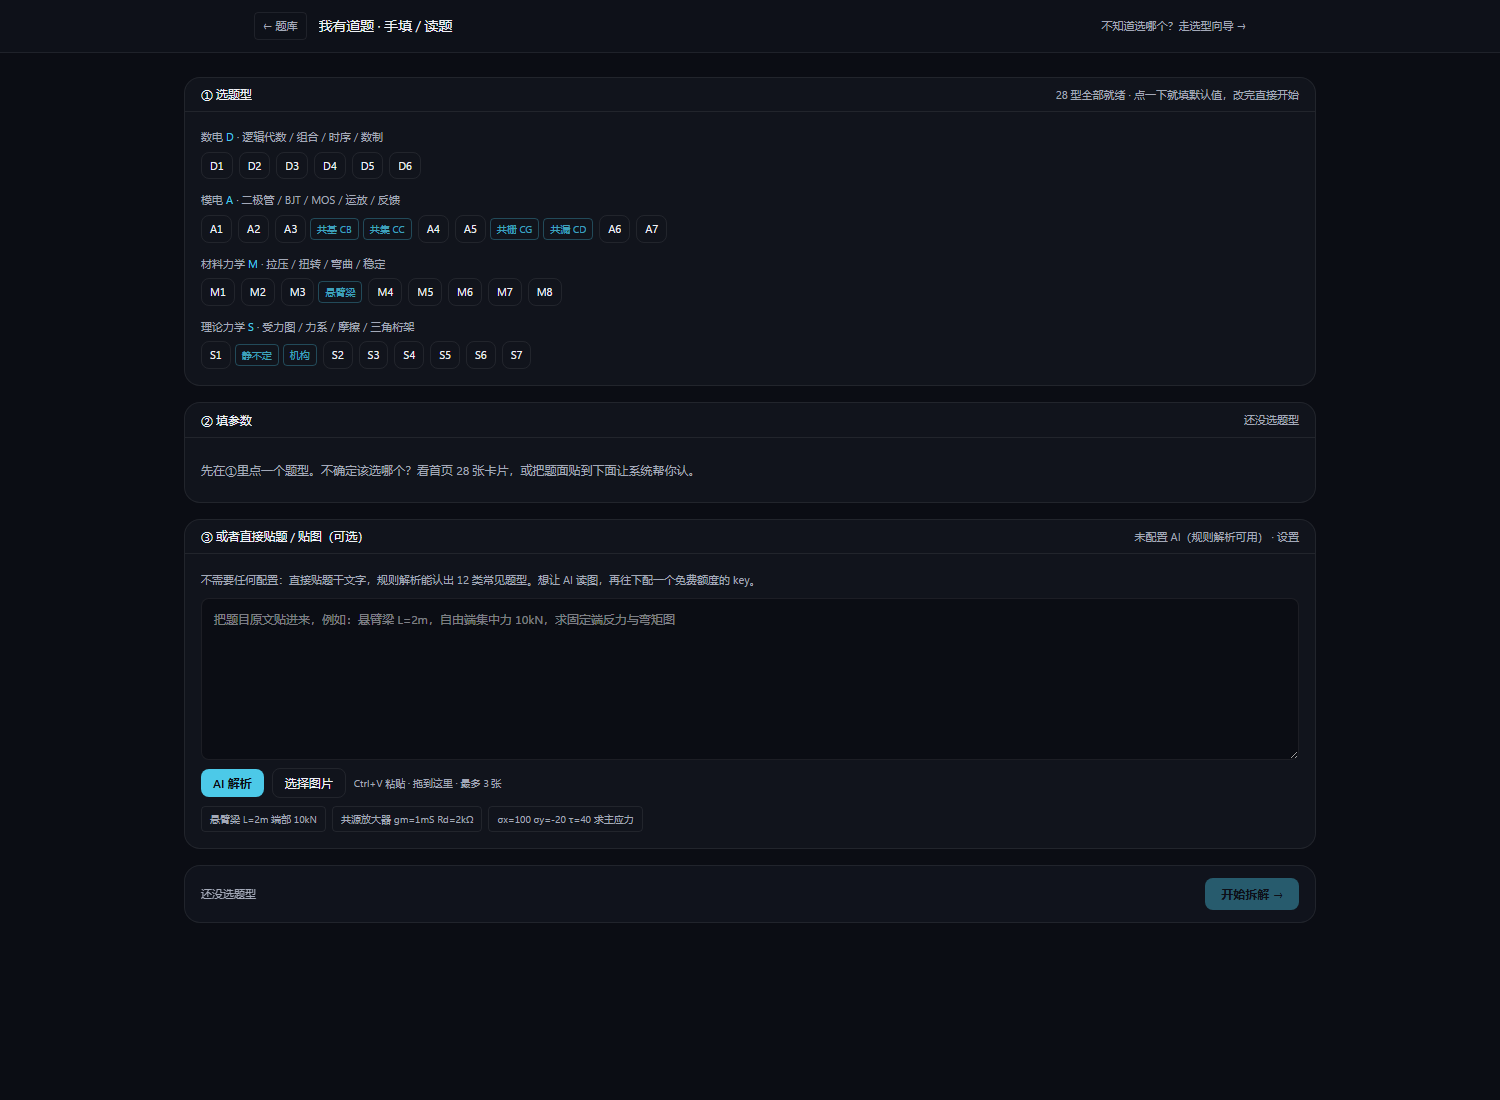 ← 题库
我有道题 · 手填 / 读题
不知道选哪个？走选型向导 →
① 选题型
28 型全部就绪 · 点一下就填默认值，改完直接开始
数电 D · 逻辑代数 / 组合 / 时序 / 数制
D1 D2 D3 D4 D5 D6
模电 A · 二极管 / BJT / MOS / 运放 / 反馈
A1 A2 A3 共基 CB 共集 CC A4 A5 共栅 CG 共漏 CD A6 A7
材料力学 M · 拉压 / 扭转 / 弯曲 / 稳定
M1 M2 M3 悬臂梁 M4 M5 M6 M7 M8
理论力学 S · 受力图 / 力系 / 摩擦 / 三角桁架
S1 静不定 机构 S2 S3 S4 S5 S6 S7
② 填参数
还没选题型
先在①里点一个题型。不确定该选哪个？看首页 28 张卡片，或把题面贴到下面让系统帮你认。
③ 或者直接贴题 / 贴图（可选）
未配置 AI（规则解析可用） · 设置
不需要任何配置：直接贴题干文字，规则解析能认出 12 类常见题型。想让 AI 读图，再往下配一个免费额度的 key。
把题目原文贴进来，例如：悬臂梁 L=2m，自由端集中力 10kN，求固定端反力与弯矩图
AI 解析 选择图片 Ctrl+V 粘贴 · 拖到这里 · 最多 3 张
悬臂梁 L=2m 端部 10kN 共源放大器 gm=1mS Rd=2kΩ σx=100 σy=-20 τ=40 求主应力
还没选题型
开始拆解 →